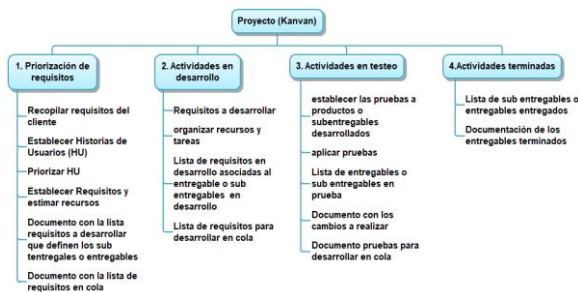 Proyecto (Kanvan)
1. Priorización de
requisitos
Recopilar requisitos del
cliente
Establecer Historias de
Usuarios (HU)
Priorizar HU
Establecer Requisitos y
estimar recursos
Documento con la lista
requisitos a desarrollar
que definen los sub
tentregales o entregables
Documento con la lista de
requisitos en cola
2. Actividades en
desarrollo
Requisitos a desarrollar
organizar recursos y
tareas
Lista de requisitos en
desarrollo asociadas al
entregable o sub
entregables en
desarrollo
Lista de requisitos para
desarrollar en cola
3. Actividades en testeo
establecer las pruebas a
productos o
subentregables
desarrollados
aplicar pruebas
Lista de entregables o
sub entregables en
prueba
Documento con los
cambios a realizar
Documento pruebas para
desarrollar en cola
4.Actividades terminadas
Lista de sub entregables o
entregables entregados
Documentación de los
entregables terminados